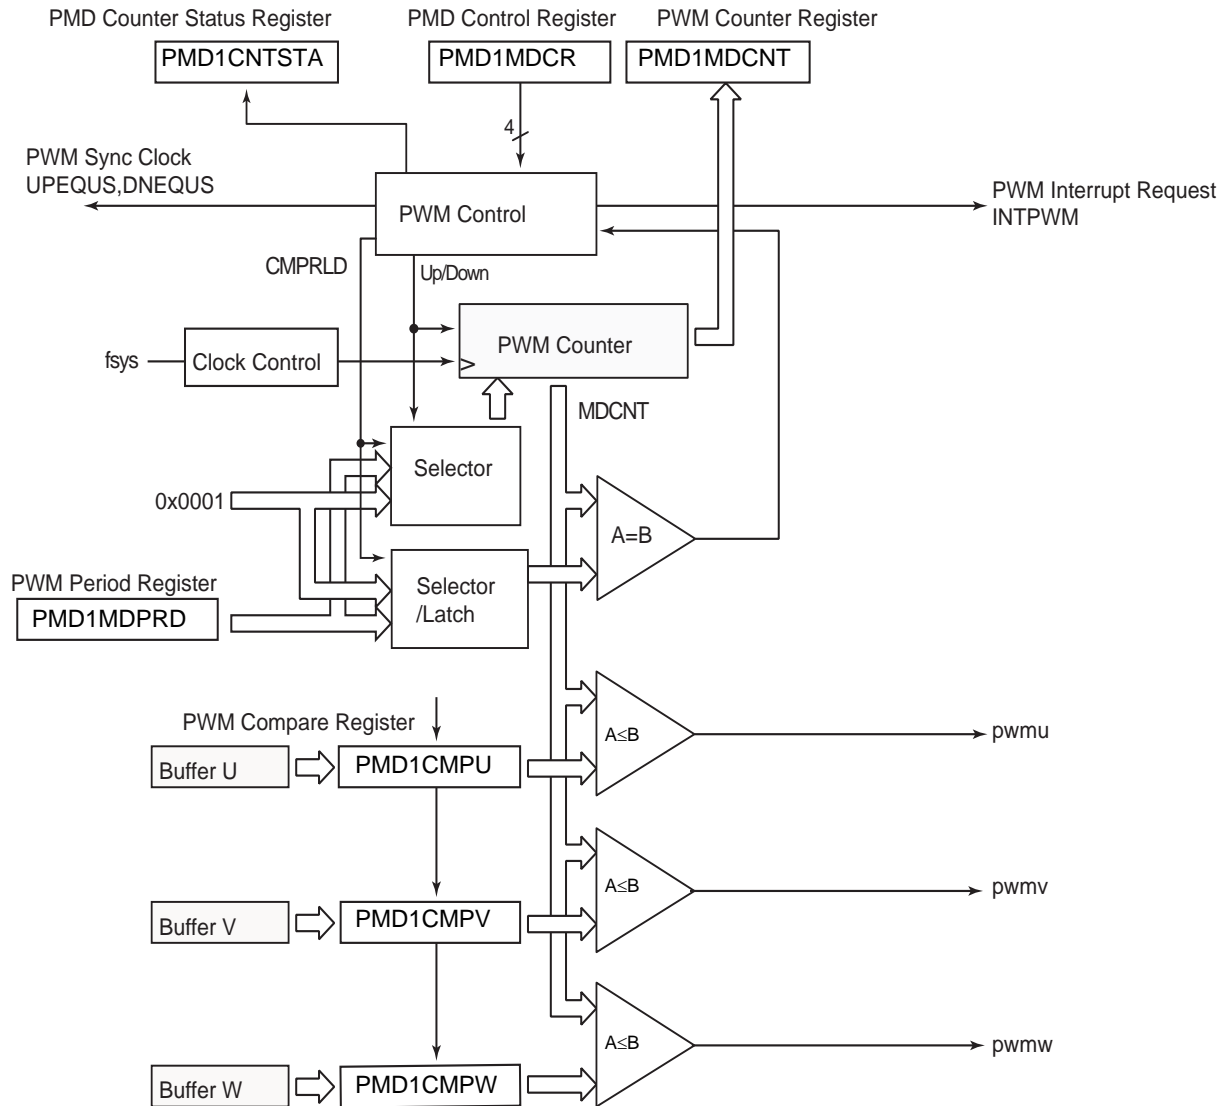 PMD Counter Status Register
PMD Control Register
PWM Counter Register
PMD1CNTSTA
PMD1MDCR
PMD1MDCNT
4
PWM Sync Clock
UPEQUS,DNEQUS
PWM Control
PWM Interrupt Request
INTPWM
CMPRLD
Up/Down
fsys
Clock Control
PWM Counter
MDCNT
Selector
0x0001
A=B
PWM Period Register
PMD1MDPRD
Selector
/Latch
PWM Compare Register
Buffer U
PMD1CMPU
A≤B
pwmu
Buffer V
PMD1CMPV
A≤B
pwmv
Buffer W
PMD1CMPW
A≤B
pwmw